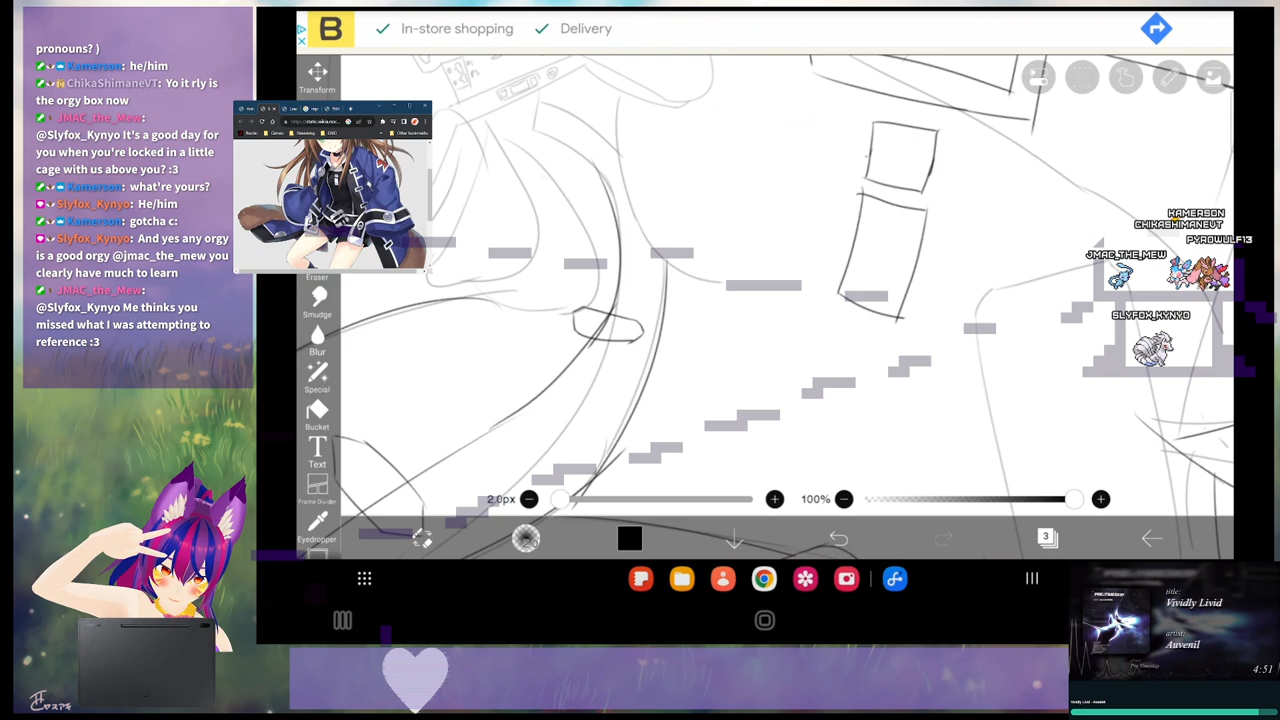 pronouns? )
Kamerson: he/him
ChikaShimaneVT: Yo it rly is
the orgy box now
JMAC_the_Mew:
@Slyfox_Kynyo It's a good day for
you when you're locked in a little
cage with us above you? :3
Kamerson: what're yours?
Slyfox_Kynyo: He/him
Kamerson: gotcha c:
Slyfox_Kynyo: And yes any orgy
is a good orgy @jmac_the_mew you
clearly have much to learn
JMAC_the_Mew:
@Slyfox_Kynyo Me thinks you
missed what I was attempting to
reference :3
B
In-store shopping
Delivery
Transform
Eraser
Smudge
Blur
Special
Bucket
T
Text
Frame Divider
Eyedropper
2.0px
100%
3
KAMERSON
CHIKASHIMANEVT
PYROWULF13
JMAC_THE_MEW
SLYFOX_KYNYO
title:
Vividly Livid
artist:
Auvenil
4:51
Vividly Livid - Auvenil